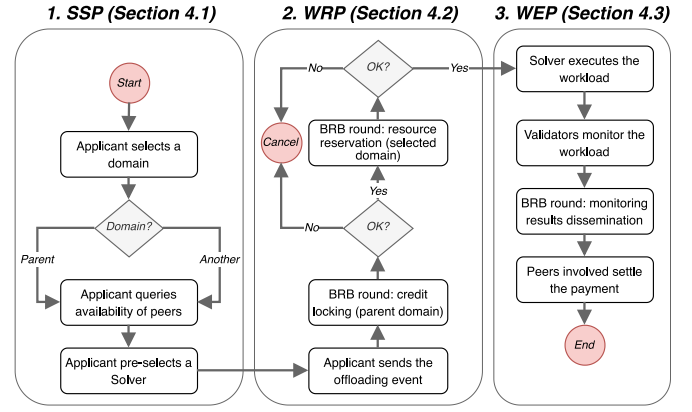 1. SSP (Section 4.1)
Start
Applicant selects a
domain
Domain?
Parent
Another
Applicant queries
availability of peers
Applicant pre-selects a
Solver
2. WRP (Section 4.2)
OK?
No
Yes
Cancel
BRB round: resource
reservation (selected
domain)
Yes
No
OK?
BRB round: credit
locking (parent domain)
Applicant sends the
offloading event
3. WEP (Section 4.3)
Solver executes the
workload
Validators monitor the
workload
BRB round: monitoring
results dissemination
Peers involved settle
the payment
End